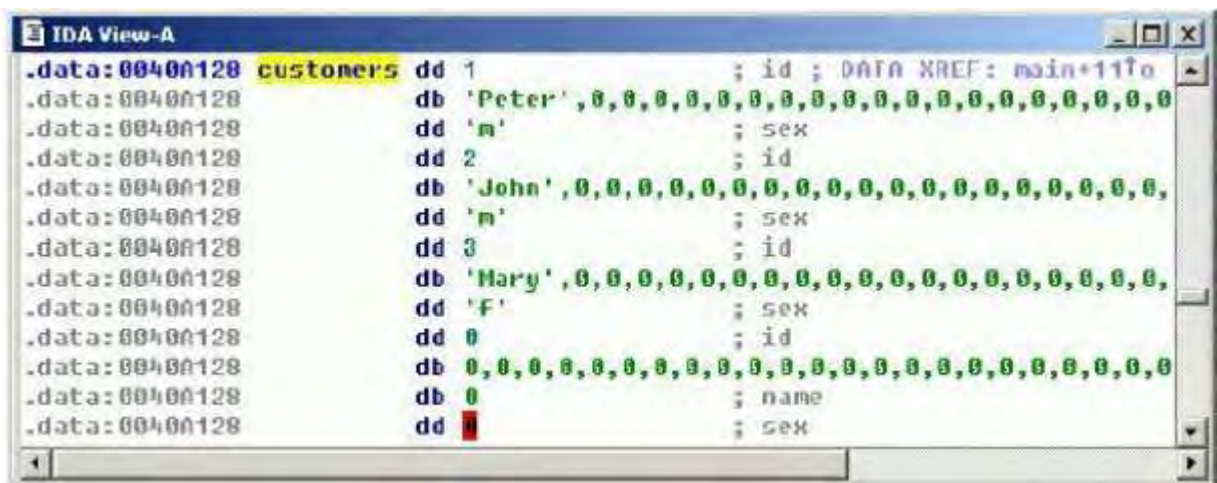 IDA View-A
.data:0040A128 customers dd 1 ; id ; DATA XREF: main+11↑o
.data:0040A128 db 'Peter',0,0,0,0,0,0,0,0,0,0,0,0,0,0,0,0,0,0,0
.data:0040A128 dd 'm' ; sex
.data:0040A128 dd 2 ; id
.data:0040A128 db 'John',0,0,0,0,0,0,0,0,0,0,0,0,0,0,0,0,0,0,0,
.data:0040A128 dd 'm' ; sex
.data:0040A128 dd 3 ; id
.data:0040A128 db 'Mary',0,0,0,0,0,0,0,0,0,0,0,0,0,0,0,0,0,0,0,
.data:0040A128 dd 'f' ; sex
.data:0040A128 dd 0 ; id
.data:0040A128 db 0,0,0,0,0,0,0,0,0,0,0,0,0,0,0,0,0,0,0,0,0,0,0
.data:0040A128 db 0 ; name
.data:0040A128 dd 0 ; sex